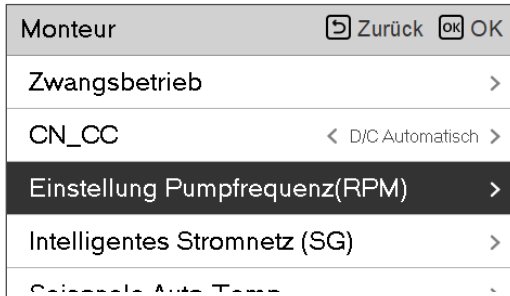 Monteur Zurück OK OK
Zwangsbetrieb >
CN_CC < D/C Automatisch >
Einstellung Pumpfrequenz(RPM) >
Intelligentes Stromnetz (SG) >